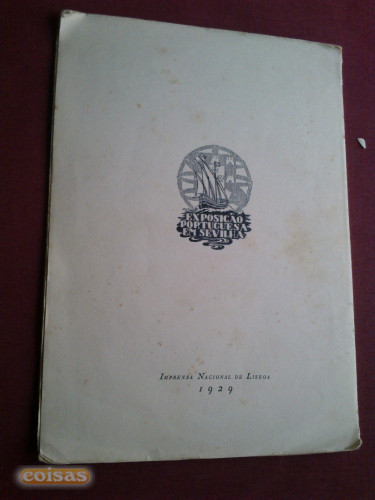 EXPOSIÇÃO
PORTUGUESA
EM SEVILHA
IMPRENSA NACIONAL DE LISBOA
1929
coisas